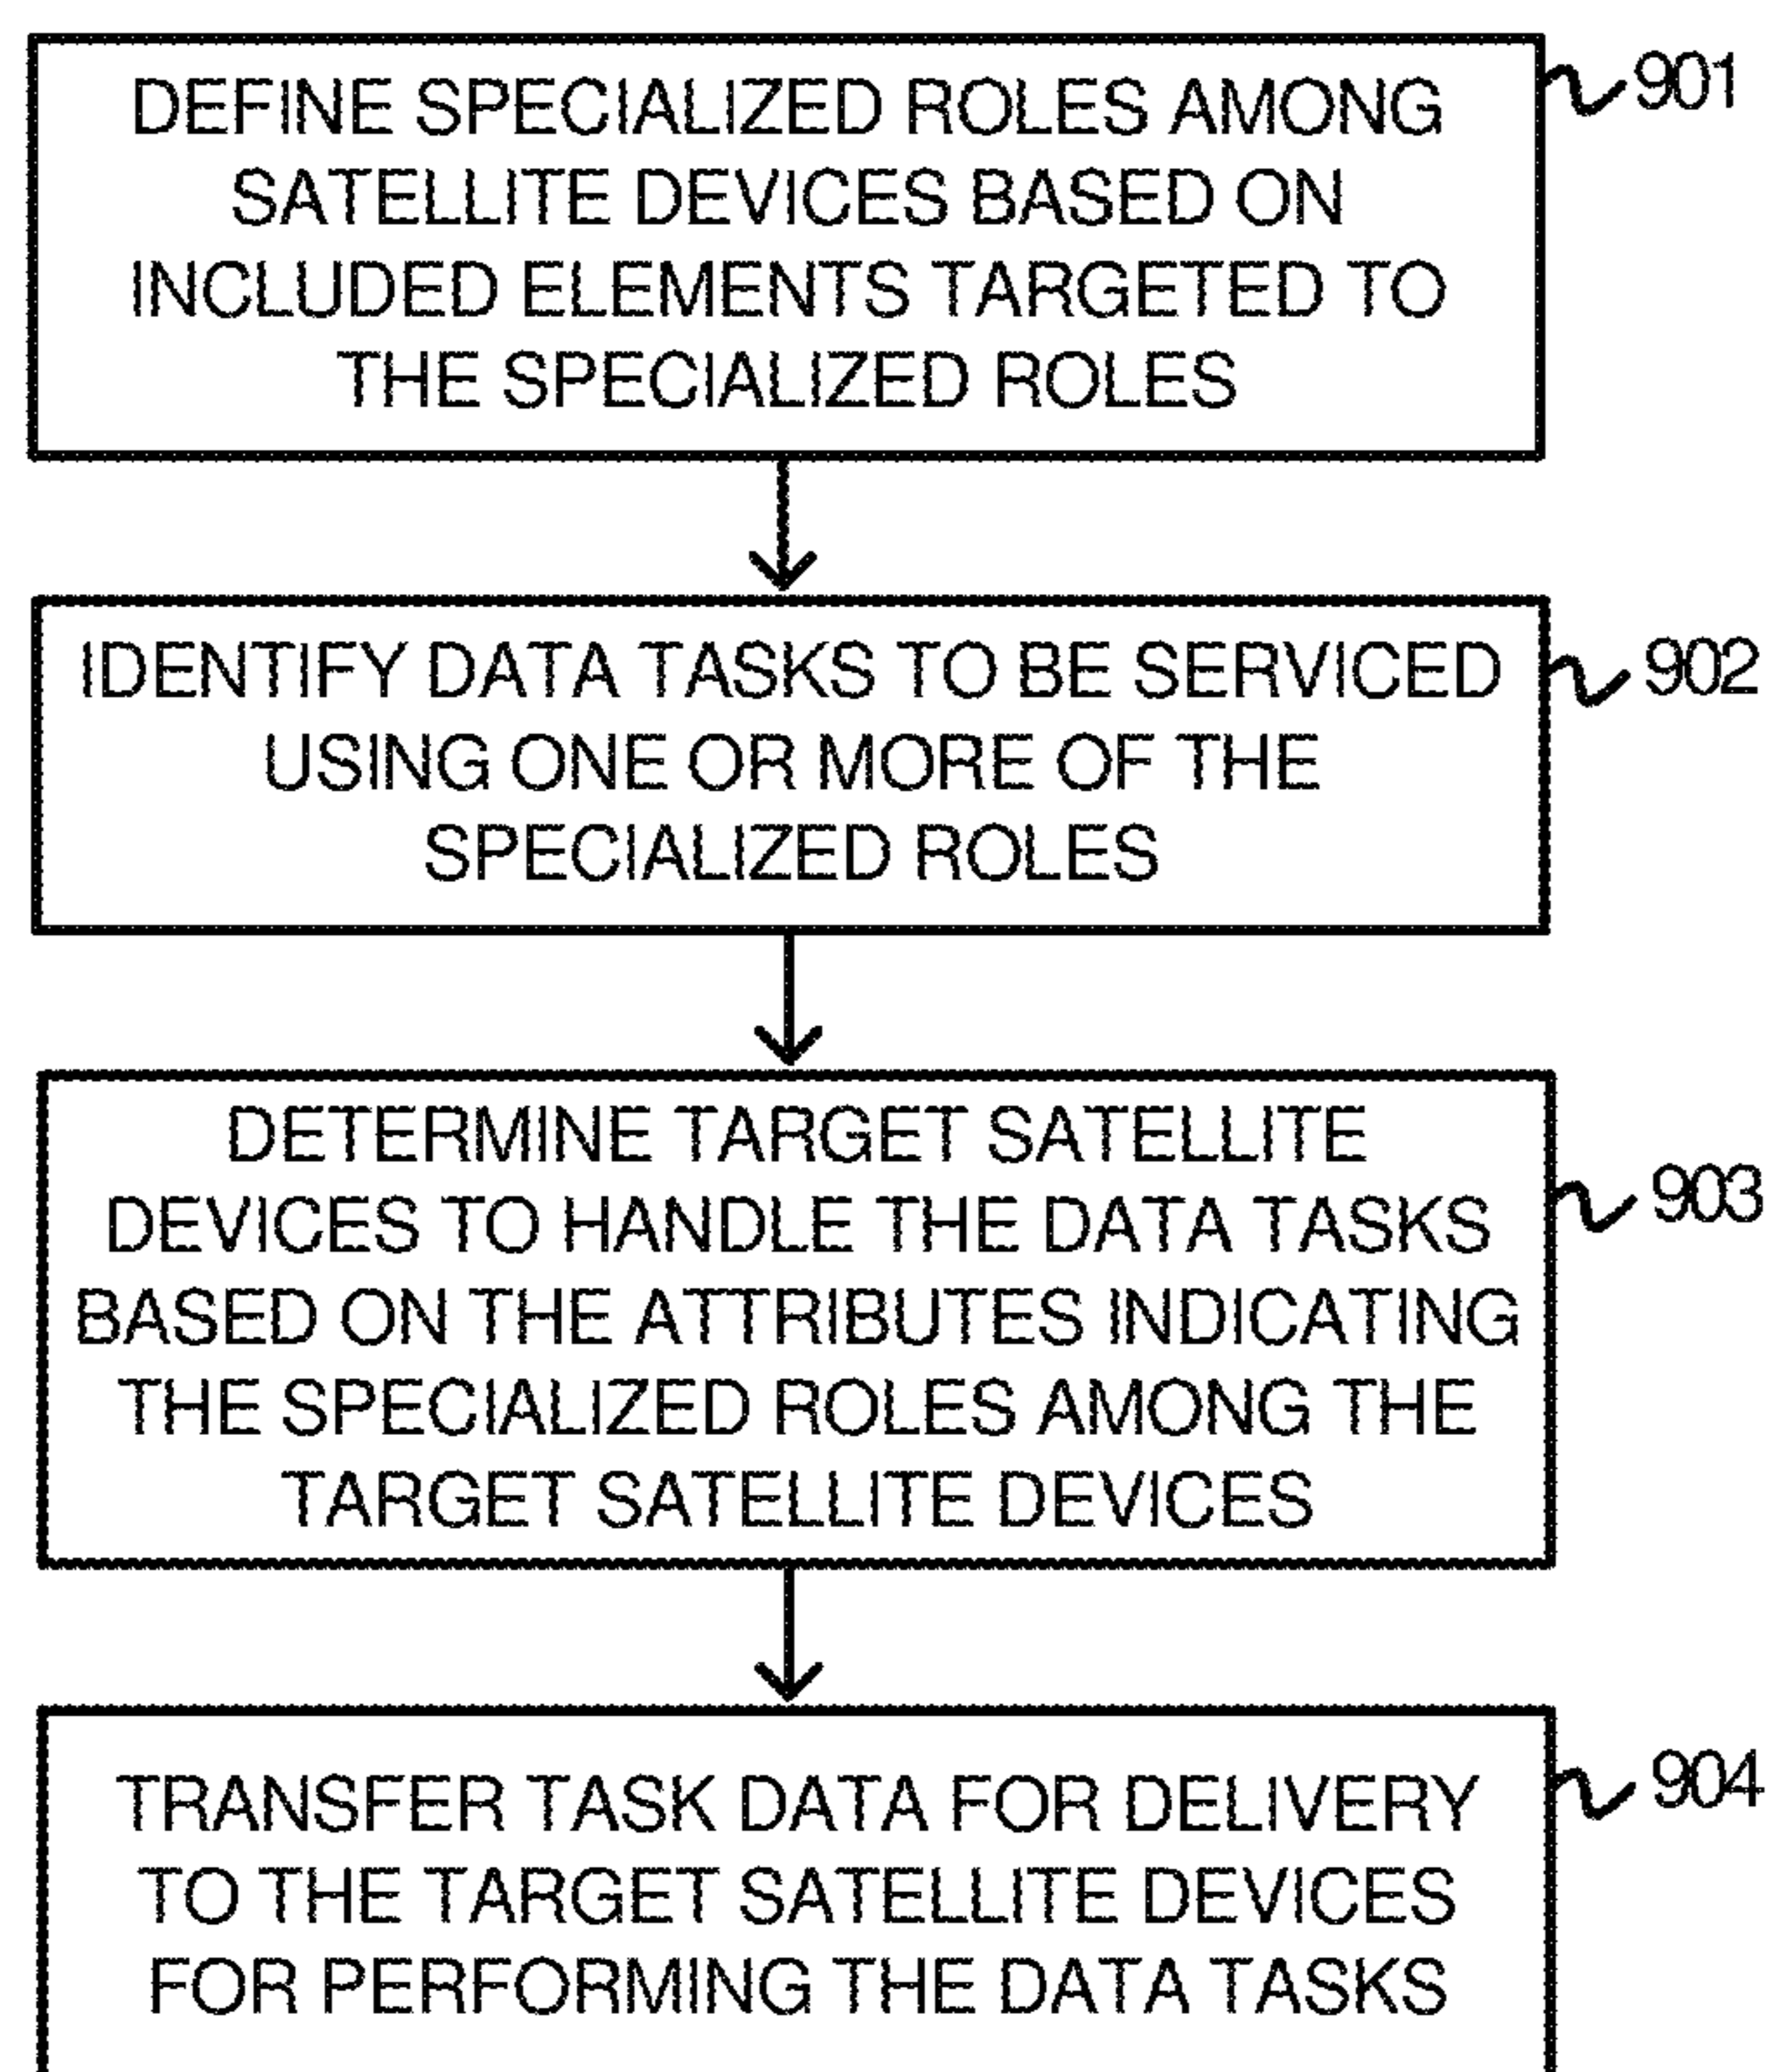 DEFINE SPECIALIZED ROLES AMONG
SATELLITE DEVICES BASED ON
INCLUDED ELEMENTS TARGETED TO
THE SPECIALIZED ROLES
901
IDENTIFY DATA TASKS TO BE SERVICED
USING ONE OR MORE OF THE
SPECIALIZED ROLES
902
DETERMINE TARGET SATELLITE
DEVICES TO HANDLE THE DATA TASKS
BASED ON THE ATTRIBUTES INDICATING
THE SPECIALIZED ROLES AMONG THE
TARGET SATELLITE DEVICES
903
TRANSFER TASK DATA FOR DELIVERY
TO THE TARGET SATELLITE DEVICES
FOR PERFORMING THE DATA TASKS
904